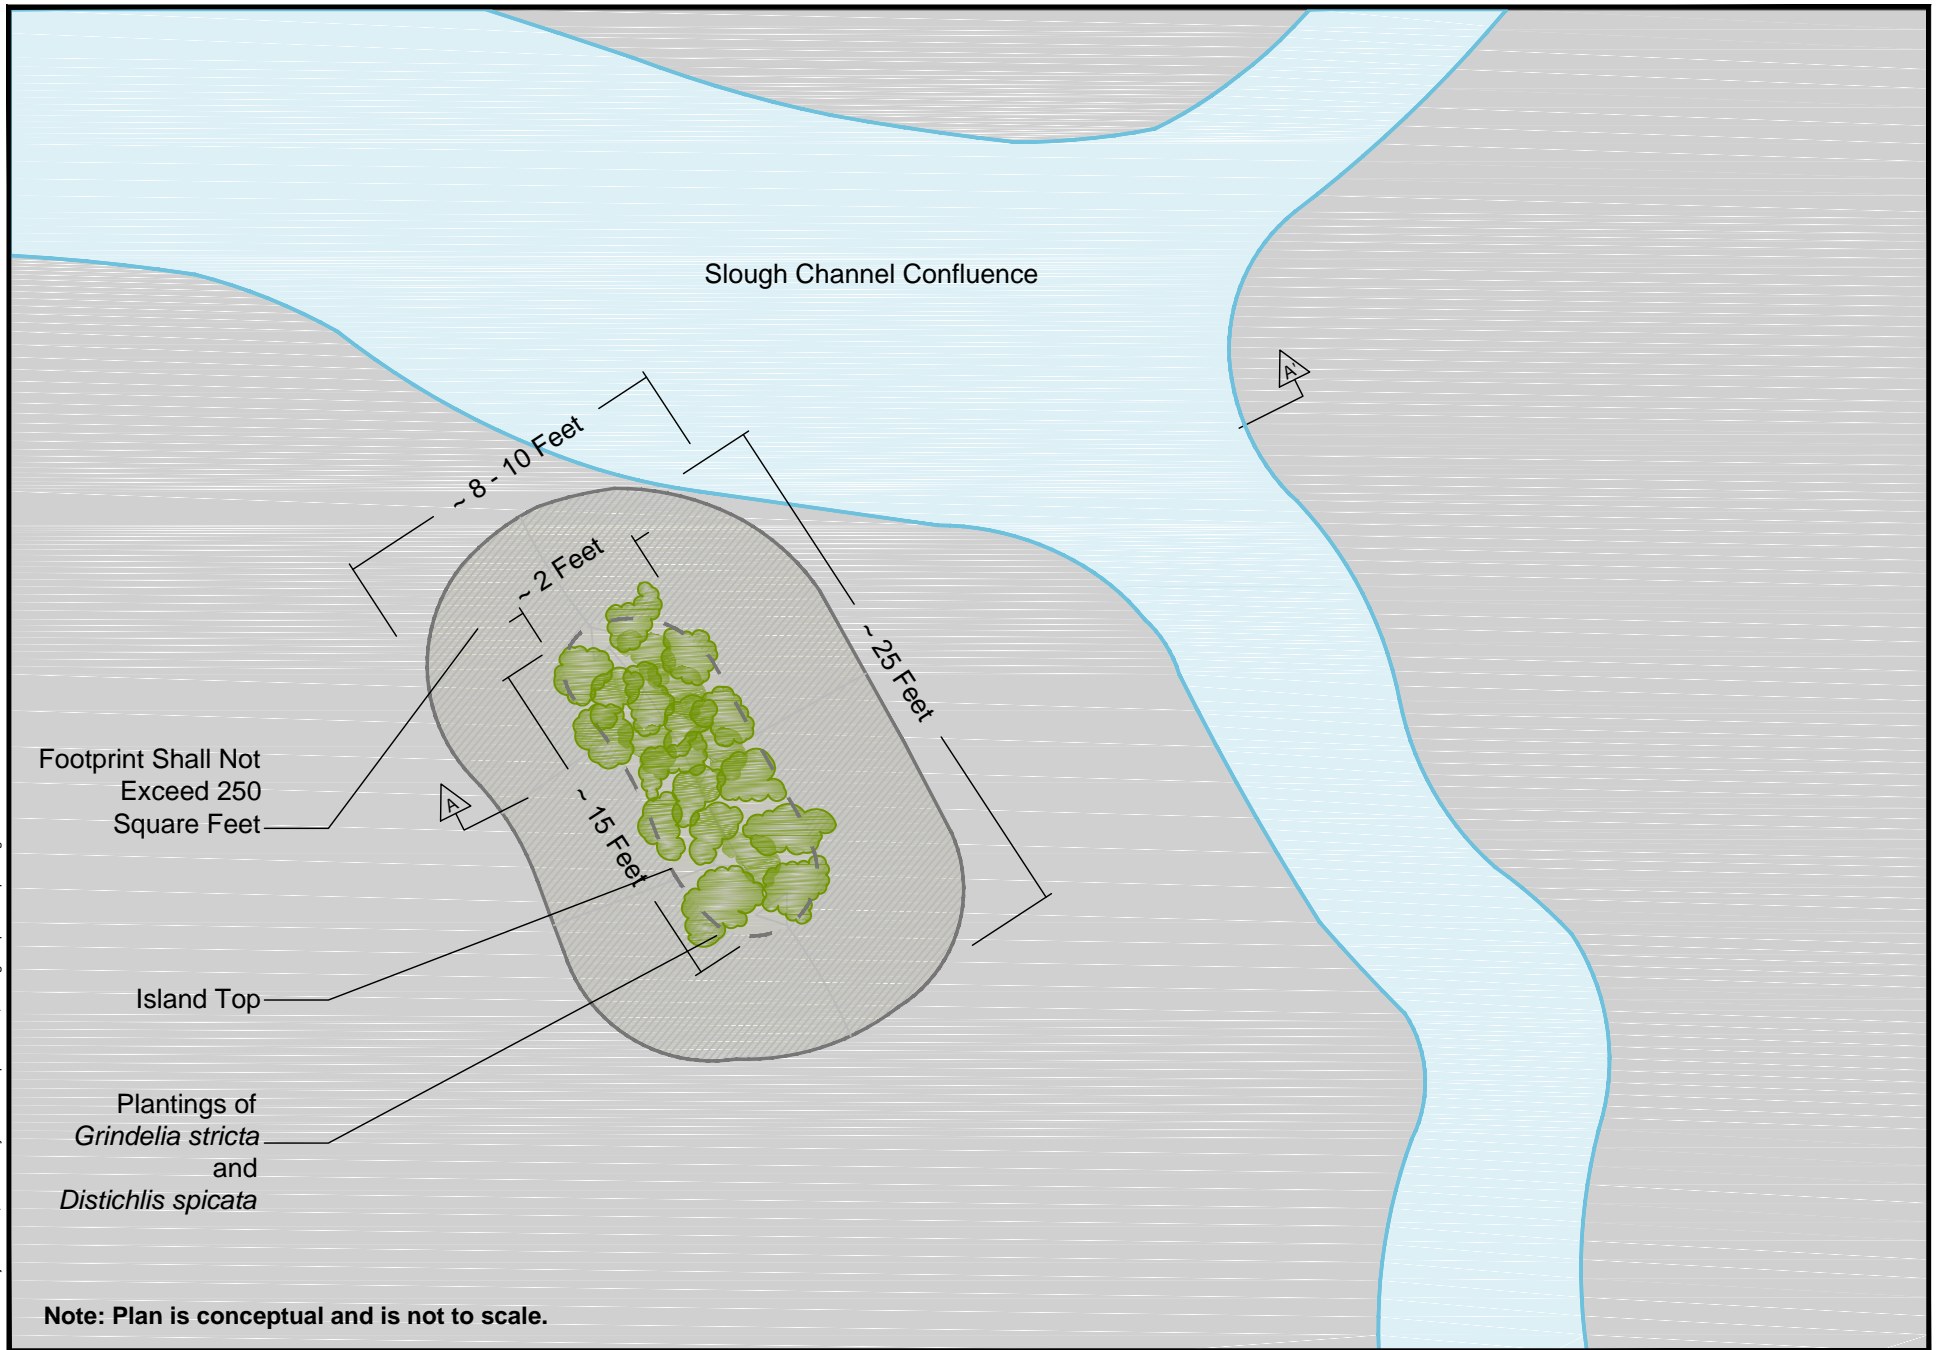 Slough Channel Confluence
A'
~ 8 - 10 Feet
~ 2 Feet
~ 25 Feet
Footprint Shall Not
Exceed 250
Square Feet
A
~ 15 Feet
Island Top
Plantings of
Grindelia stricta
and
Distichlis spicata
Note: Plan is conceptual and is not to scale.